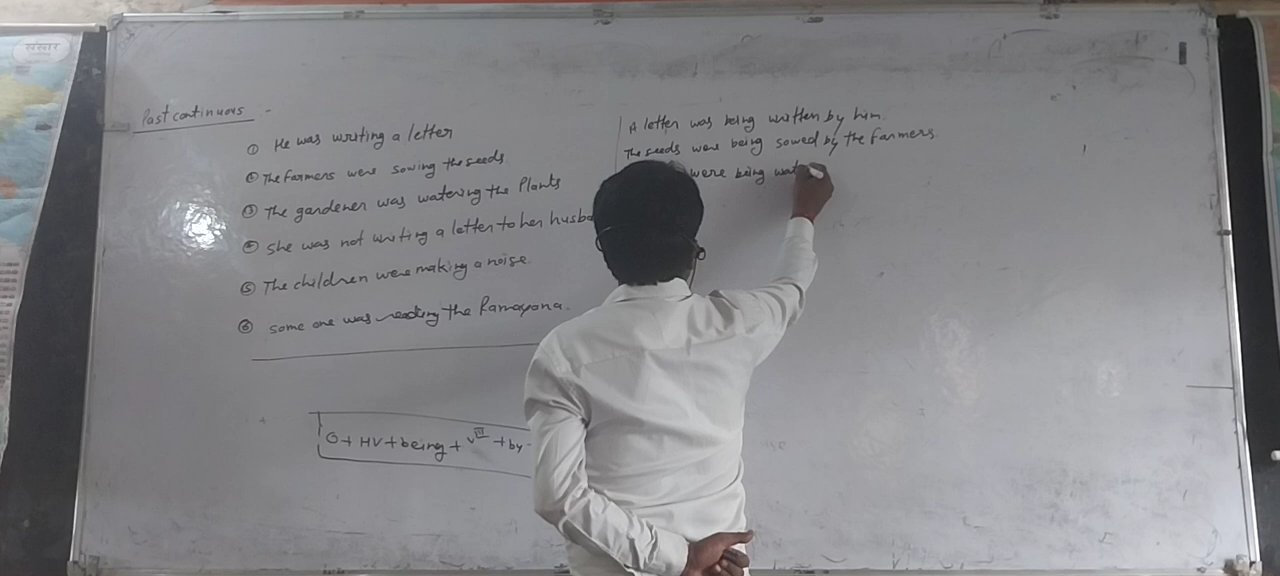 Past continuous -
① He was writing a letter
② The farmers were sowing the seeds
③ The gardener was watering the Plants
④ She was not writing a letter to her
⑤ The children were making a noise.
⑥ some one was reading the Ramayana.
O + HV + being + v III + by
A letter was being written by him.
The seeds were being sowed by the farmers.
were being